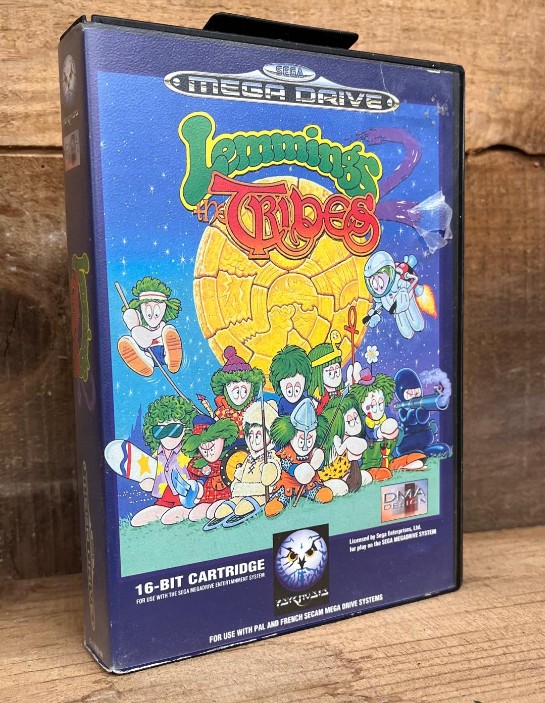 SEGA
MEGA DRIVE
Lemmings 2
the TRIBES
DMA
DESIGN
16-BIT CARTRIDGE
FOR USE WITH THE SEGA MEGADRIVE ENTERTAINMENT SYSTEM
PSYGNOSIS
Licensed by Sega Enterprises, Ltd.
for play on the SEGA MEGADRIVE SYSTEM
FOR USE WITH PAL AND FRENCH SECAM MEGA DRIVE SYSTEMS